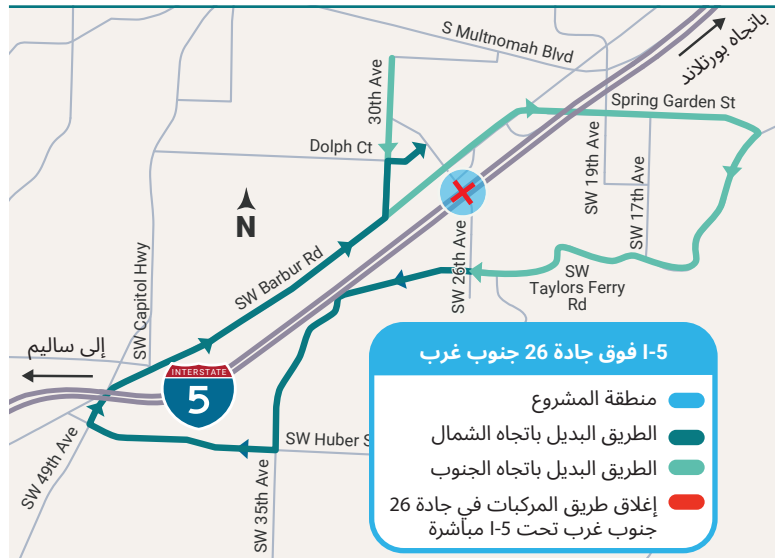 باتجاه بورتلاند
S Multnomah Blvd
30th Ave
Spring Garden St
Dolph Ct
SW 19th Ave
SW 17th Ave
N
SW 26th Ave
SW Barbur Rd
SW Capitol Hwy
SW
Taylors Ferry
Rd
إلى ساليم
INTERSTATE
5
SW Huber S
SW 49th Ave
SW 35th Ave
I-5 فوق جادة 26 جنوب غرب
منطقة المشروع
الطريق البديل باتجاه الشمال
الطريق البديل باتجاه الجنوب
إغلاق طريق المركبات في جادة 26
جنوب غرب تحت I-5 مباشرة